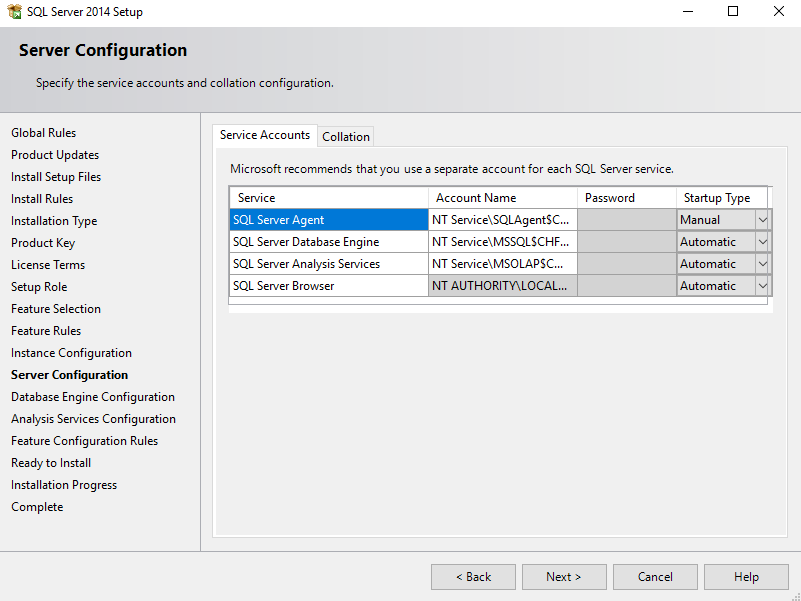 SQL Server 2014 Setup
Server Configuration
Specify the service accounts and collation configuration.
Global Rules
Product Updates
Install Setup Files
Install Rules
Installation Type
Product Key
License Terms
Setup Role
Feature Selection
Feature Rules
Instance Configuration
Server Configuration
Database Engine Configuration
Analysis Services Configuration
Feature Configuration Rules
Ready to Install
Installation Progress
Complete
Service Accounts Collation
Microsoft recommends that you use a separate account for each SQL Server service.
Service Account Name Password Startup Type
SQL Server Agent NT Service\SQLAgent$C... Manual
SQL Server Database Engine NT Service\MSSQL$CHF... Automatic
SQL Server Analysis Services NT Service\MSOLAP$C... Automatic
SQL Server Browser NT AUTHORITY\LOCAL... Automatic
< Back Next > Cancel Help